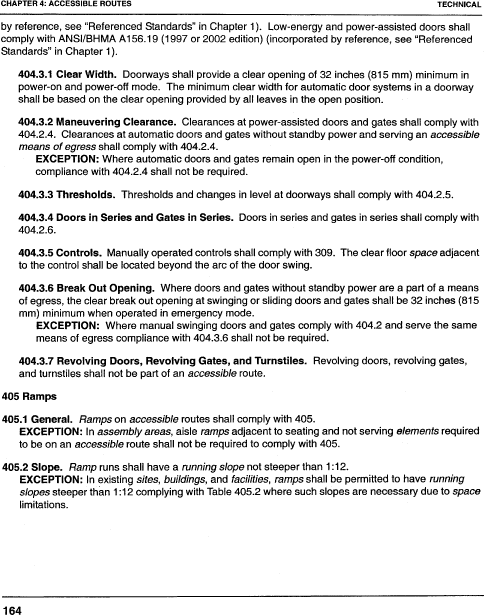 CHAPTER 4: ACCESSIBLE ROUTES TECHNICAL
by reference, see “Referenced Standards” in Chapter 1). Low-energy and power-assisted doors shall
comply with ANSI/BHMA A156.19 (1997 or 2002 edition) (incorporated by reference, see “Referenced
Standards” in Chapter 1).
404.3.1 Clear Width. Doorways shall provide a clear opening of 32 inches (815 mm) minimum in
power-on and power-off mode. The minimum clear width for automatic door systems in a doorway
shall be based on the clear opening provided by all leaves in the open position.
404.3.2 Maneuvering Clearance. Clearances at power-assisted doors and gates shall comply with
404.2.4. Clearances at automatic doors and gates without standby power and serving an accessible
means of egress shall comply with 404.2.4.
EXCEPTION: Where automatic doors and gates remain open in the power-off condition,
compliance with 404.2.4 shall not be required.
404.3.3 Thresholds. Thresholds and changes in level at doorways shall comply with 404.2.5.
404.3.4 Doors in Series and Gates in Series. Doors in series and gates in series shall comply with
404.2.6.
404.3.5 Controls. Manually operated controls shall comply with 309. The clear floor space adjacent
to the control shall be located beyond the arc of the door swing.
404.3.6 Break Out Opening. Where doors and gates without standby power are a part of a means
of egress, the clear break out opening at swinging or sliding doors and gates shall be 32 inches (815
mm) minimum when operated in emergency mode.
EXCEPTION: Where manual swinging doors and gates comply with 404.2 and serve the same
means of egress compliance with 404.3.6 shall not be required.
404.3.7 Revolving Doors, Revolving Gates, and Turnstiles. Revolving doors, revolving gates,
and turnstiles shall not be part of an accessible route.
405 Ramps
405.1 General. Ramps on accessible routes shall comply with 405.
EXCEPTION: In assembly areas, aisle ramps adjacent to seating and not serving elements required
to be on an accessible route shall not be required to comply with 405.
405.2 Slope. Ramp runs shall have a running slope not steeper than 1:12.
EXCEPTION: In existing sites, buildings, and facilities, ramps shall be permitted to have running
slopes steeper than 1:12 complying with Table 405.2 where such slopes are necessary due to space
limitations.
164